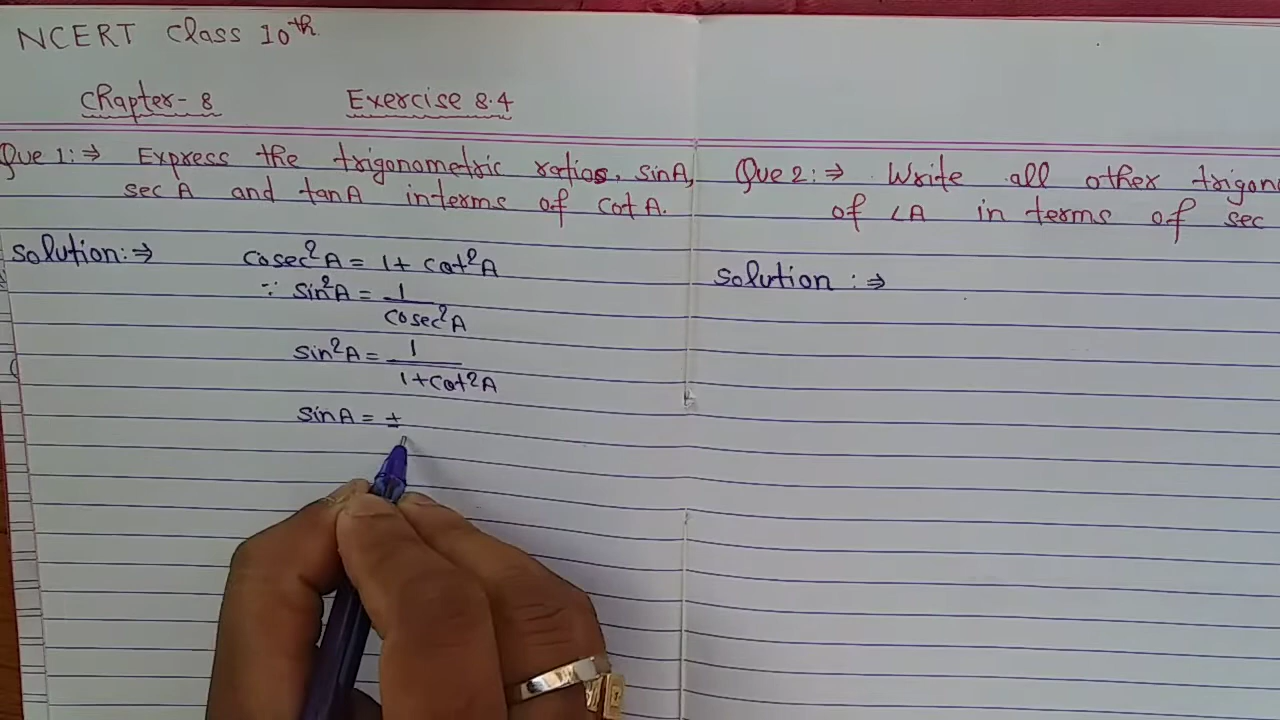 NCERT Class 10th
Chapter- 8 Exercise 8.4
Que 1:⇒ Express the trigonometric ratios, sinA,
sec A and tanA interms of cot A.
Solution:⇒ cosec²A = 1 + cot²A
∵ sin²A = 1/cosec²A
sin²A = 1/1+cot²A
sinA = ±
Que 2:⇒ Write all other trigon
of ∠A in terms of sec
Solution :⇒